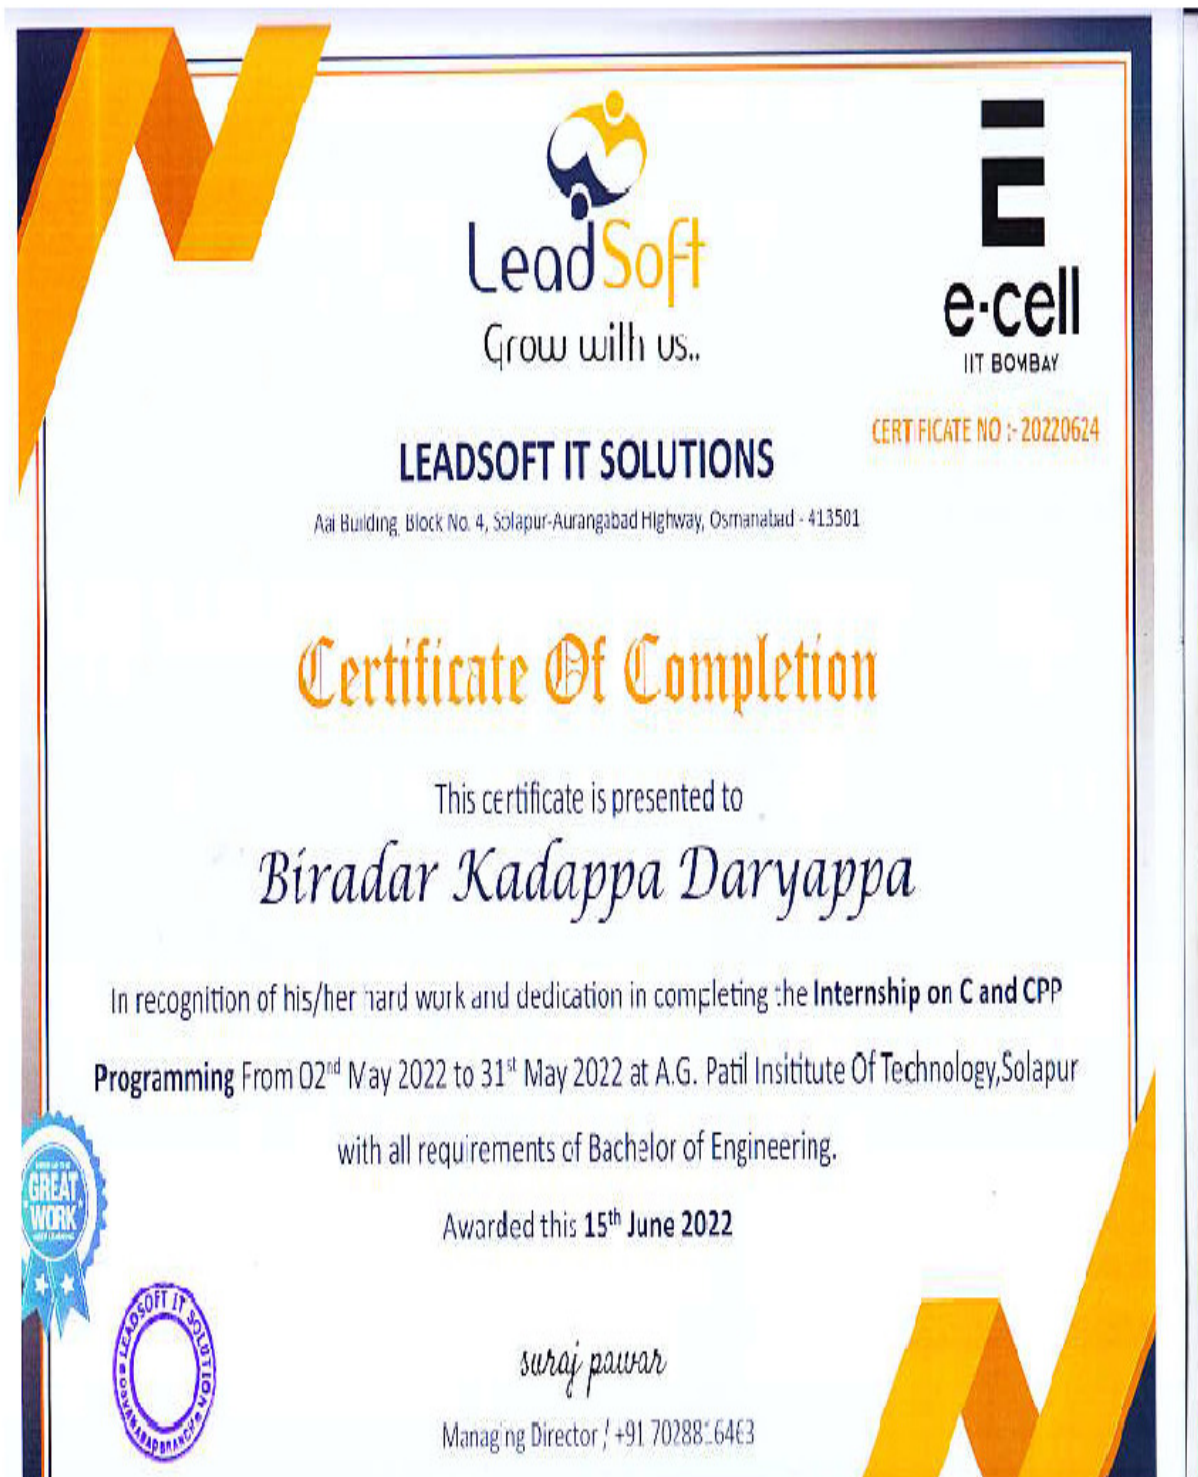 LeadSoft
Grow with us..
e-cell
IIT BOMBAY
CERTIFICATE NO :- 20220624
LEADSOFT IT SOLUTIONS
Aai Building, Block No. 4, Solapur-Aurangabad Highway, Osmanabad - 413501
Certificate Of Completion
This certificate is presented to
Biradar Kadappa Daryappa
In recognition of his/her hard work and dedication in completing the Internship on C and CPP
Programming From 02nd May 2022 to 31st May 2022 at A.G. Patil Insititute Of Technology,Solapur
with all requirements of Bachelor of Engineering.
Awarded this 15th June 2022
GREAT
WORK
LEADSOFT IT SOLUTION
suraj pawar
Managing Director / +91